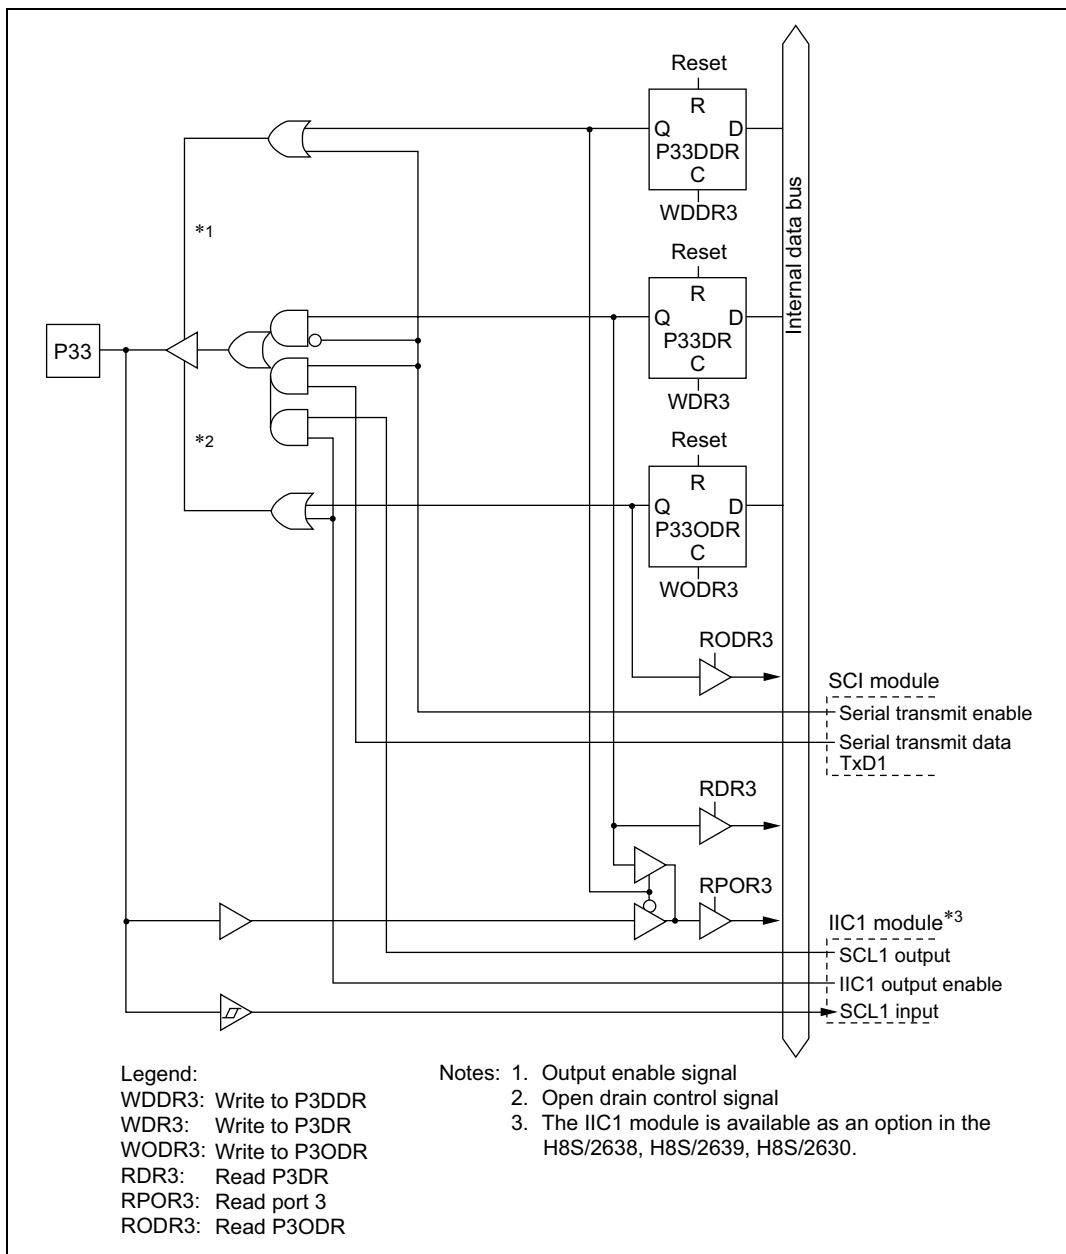 Reset
R
Q D
P33DDR
C
WDDR3
*1
Reset
R
Q D
P33DR
C
WDR3
Internal data bus
P33
*2
Reset
R
Q D
P33ODR
C
WODR3
RODR3
SCI module
Serial transmit enable
Serial transmit data
TxD1
RDR3
RPOR3
IIC1 module*3
SCL1 output
IIC1 output enable
SCL1 input
Legend:
WDDR3: Write to P3DDR
WDR3: Write to P3DR
WODR3: Write to P3ODR
RDR3: Read P3DR
RPOR3: Read port 3
RODR3: Read P3ODR
Notes: 1. Output enable signal
2. Open drain control signal
3. The IIC1 module is available as an option in the
H8S/2638, H8S/2639, H8S/2630.